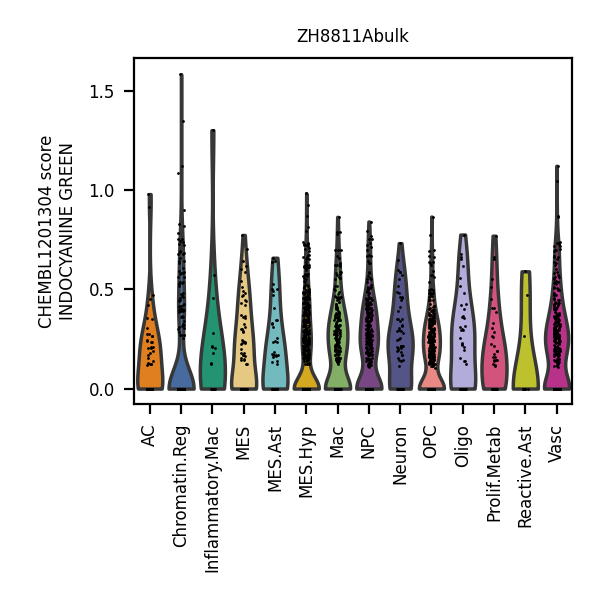 ZH8811Abulk
CHEMBL1201304 score
INDOCYANINE GREEN
1.5
1.0
0.5
0.0
AC
Chromatin.Reg
Inflammatory.Mac
MES
MES.Ast
MES.Hyp
Mac
NPC
Neuron
OPC
Oligo
Prolif.Metab
Reactive.Ast
Vasc